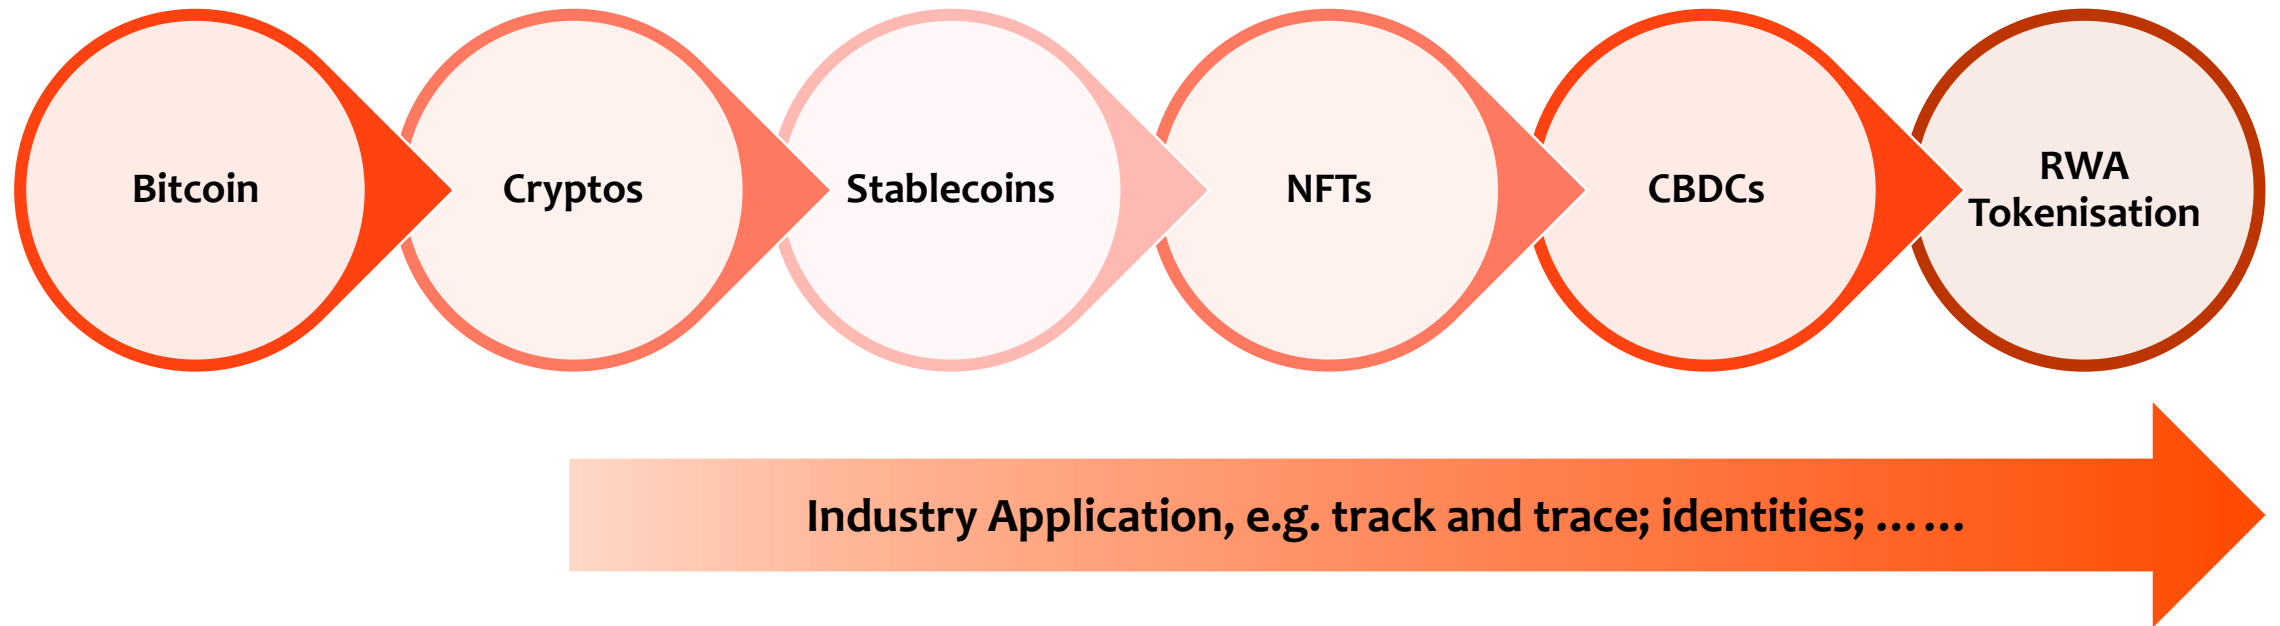 Bitcoin
Cryptos
Stablecoins
NFTs
CBDCs
RWA
Tokenisation
Industry Application, e.g. track and trace; identities; ……